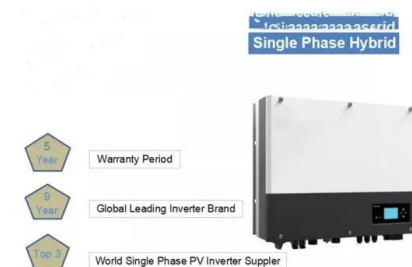 Single Phase Hybrid
5
Year
Warranty Period
9
Year
Global Leading Inverter Brand
Top 3
World Single Phase PV Inverter Suppler